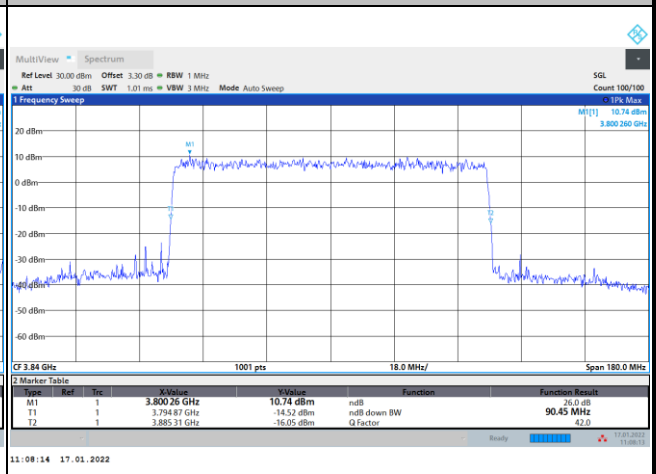 MultiView Spectrum
Ref Level 30.00 dBm Offset 3.30 dB RBW 1 MHz SGL
Att 30 dB SWT 1.01 ms VBW 3 MHz Mode Auto Sweep Count 100/100
1 Frequency Sweep 1Pk Max
M1[1] 10.74 dBm
3.800 260 GHz
20 dBm
M1
10 dBm
0 dBm
-10 dBm
T1
T2
-20 dBm
-30 dBm
-40 dBm
-50 dBm
-60 dBm
CF 3.84 GHz 1001 pts 18.0 MHz/ Span 180.0 MHz
2 Marker Table
Type Ref Trc X-Value Y-Value Function Function Result
M1 1 3.800 26 GHz 10.74 dBm ndB 26.0 dB
T1 1 3.794 87 GHz -14.52 dBm ndB down BW 90.45 MHz
T2 1 3.885 31 GHz -16.05 dBm Q Factor 42.0
Ready 17.01.2022
11:08:13
11:08:14 17.01.2022